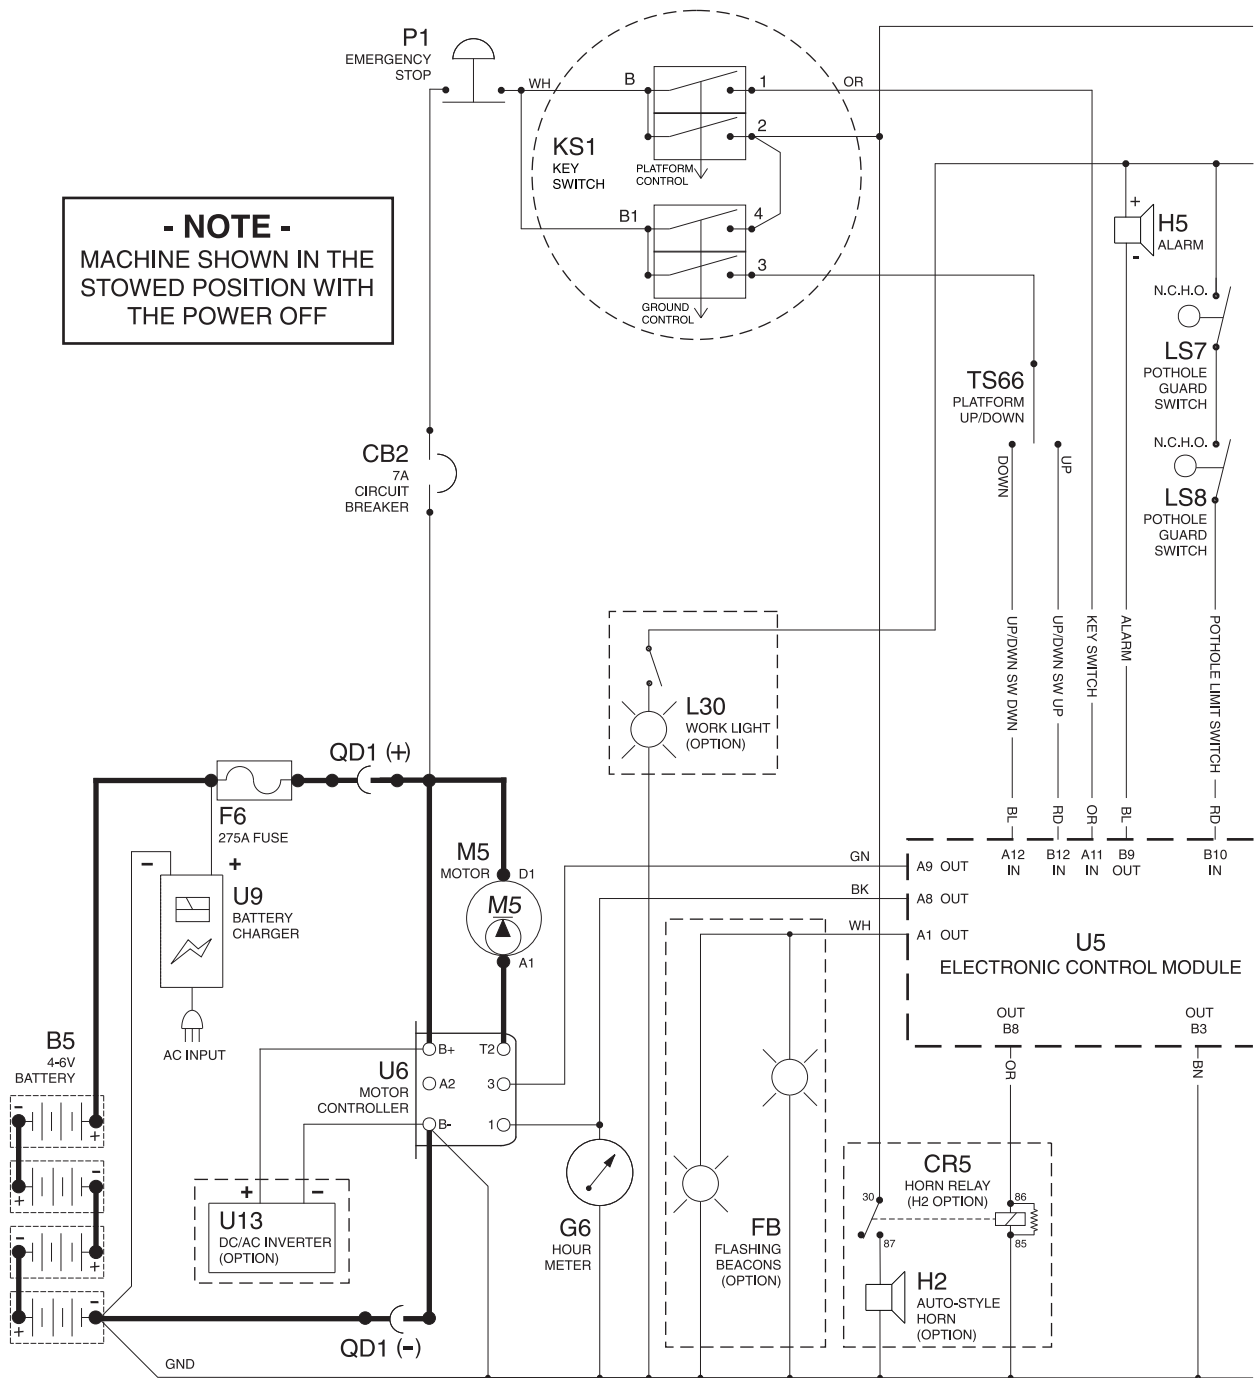 P1
EMERGENCY
STOP
WH
B
1
OR
2
KS1
KEY
SWITCH
PLATFORM
CONTROL
B1
4
3
GROUND
CONTROL
- NOTE -
MACHINE SHOWN IN THE
STOWED POSITION WITH
THE POWER OFF
+
H5
ALARM
-
N.C.H.O.
LS7
POTHOLE
GUARD
SWITCH
TS66
PLATFORM
UP/DOWN
DOWN
UP
N.C.H.O.
LS8
POTHOLE
GUARD
SWITCH
CB2
7A
CIRCUIT
BREAKER
UP/DWN SW DWN
UP/DWN SW UP
KEY SWITCH
ALARM
POTHOLE LIMIT SWITCH
L30
WORK LIGHT
(OPTION)
QD1 (+)
F6
275A FUSE
BL
RD
OR
BL
RD
-
+
U9
BATTERY
CHARGER
AC INPUT
M5
MOTOR
D1
M5
A1
GN
BK
WH
A9 OUT
A8 OUT
A1 OUT
A12
IN
B12
IN
A11
IN
B9
OUT
B10
IN
U5
ELECTRONIC CONTROL MODULE
OUT
B8
OUT
B3
OR
BN
B5
4-6V
BATTERY
-
+
-
+
-
+
-
+
U6
MOTOR
CONTROLLER
B+
T2
A2
3
B-
1
+
-
U13
DC/AC INVERTER
(OPTION)
G6
HOUR
METER
FB
FLASHING
BEACONS
(OPTION)
CR5
HORN RELAY
(H2 OPTION)
30
87
86
85
H2
AUTO-STYLE
HORN
(OPTION)
QD1 (-)
GND